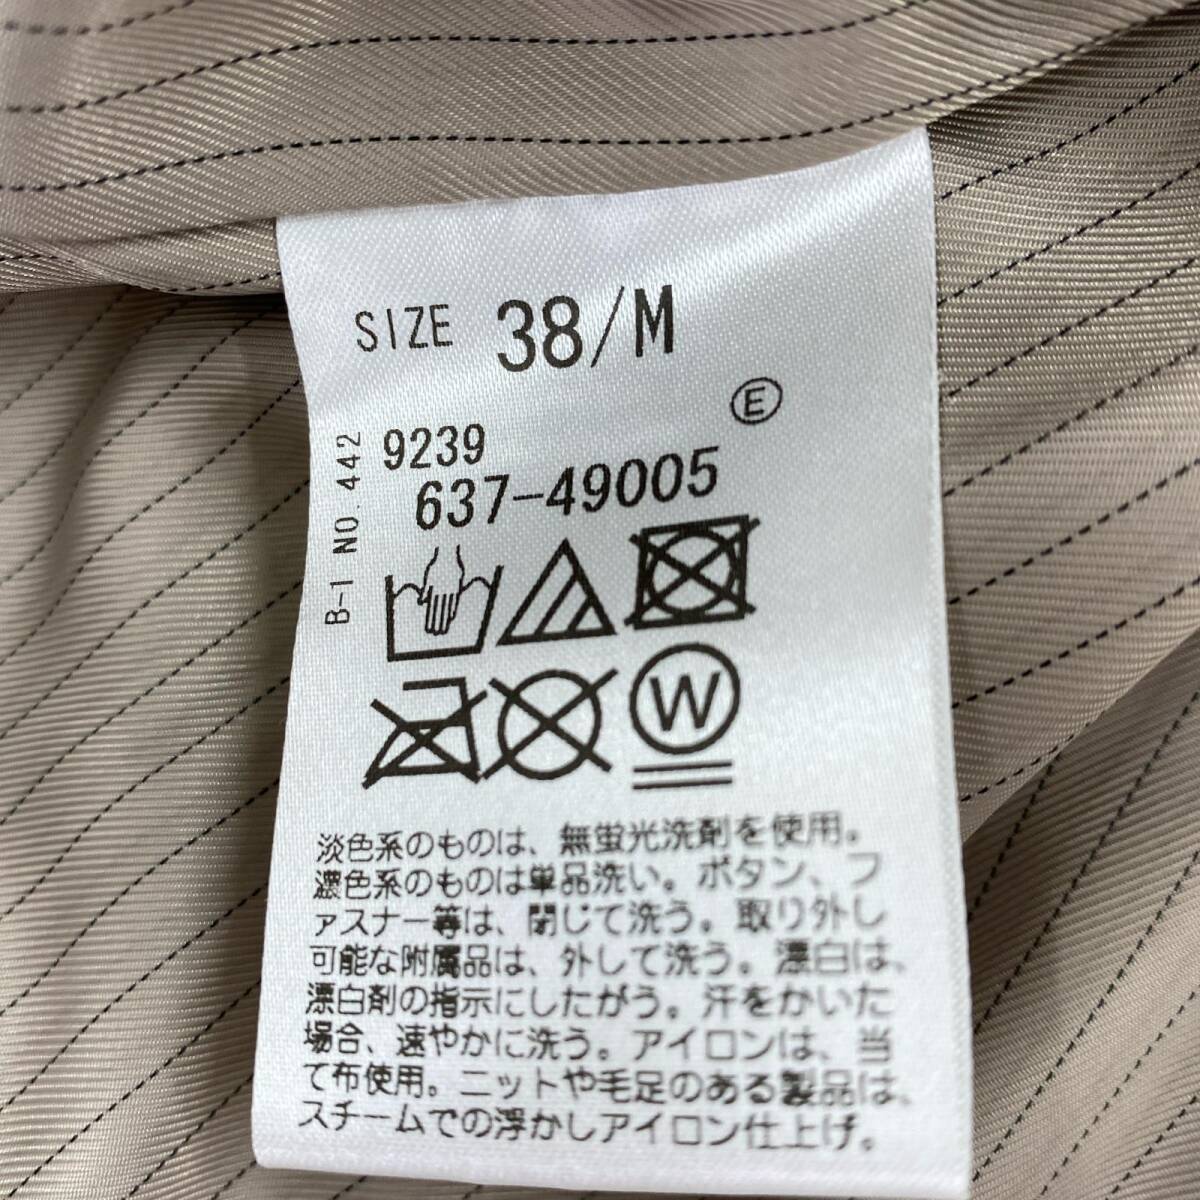 SIZE 38/M
E
B-1 NO.442
9239
637-49005
W
淡色系のものは、無蛍光洗剤を使用。
濃色系のものは単品洗い。ボタン、フ
ァスナー等は、閉じて洗う。取り外し
可能な附属品は、外して洗う。漂白は、
漂白剤の指示にしたがう。汗をかいた
場合、速やかに洗う。アイロンは、当
て布使用。ニットや毛足のある製品は、
スチームでの浮かしアイロン仕上げ。